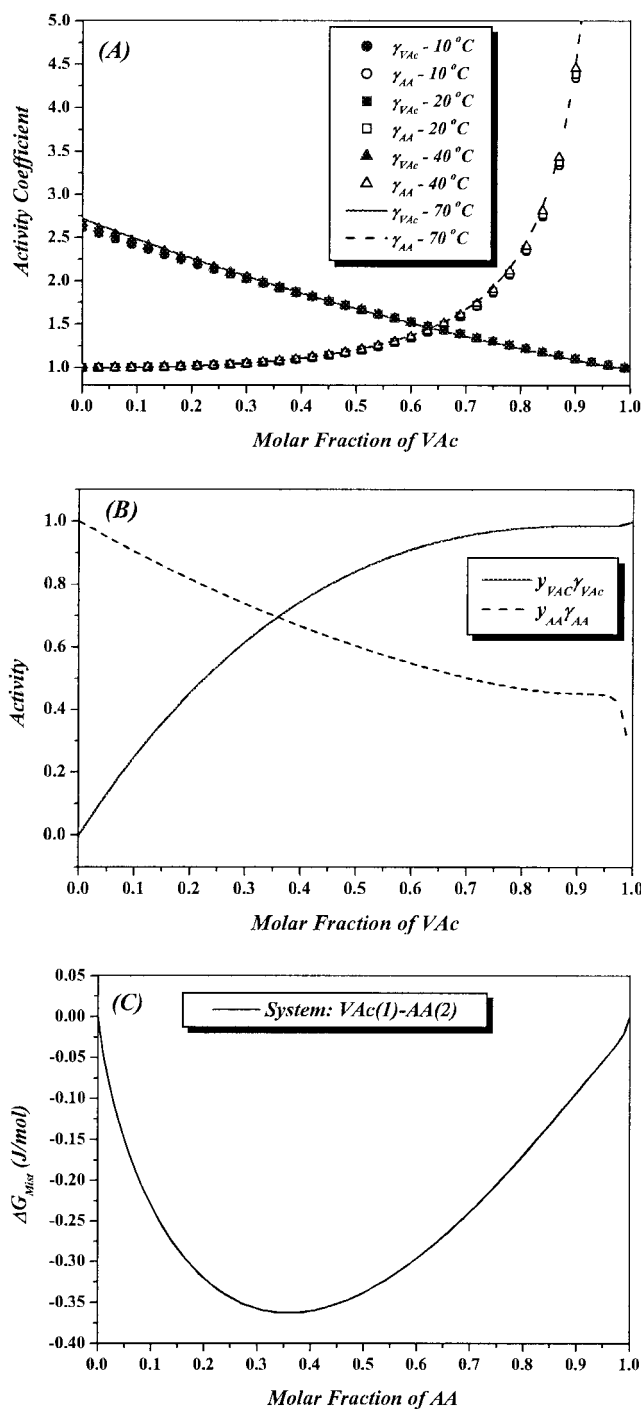 (A)
5.0
4.5
4.0
3.5
3.0
2.5
2.0
1.5
1.0
Activity Coefficient
γVAc - 10 °C
γAA - 10 °C
γVAc - 20 °C
γAA - 20 °C
γVAc - 40 °C
γAA - 40 °C
γVAc - 70 °C
γAA - 70 °C
0.0 0.1 0.2 0.3 0.4 0.5 0.6 0.7 0.8 0.9 1.0
Molar Fraction of VAc
(B)
1.0
0.8
0.6
0.4
0.2
0.0
Activity
yVAC γVAc
yAA γAA
0.0 0.1 0.2 0.3 0.4 0.5 0.6 0.7 0.8 0.9 1.0
Molar Fraction of VAc
(C)
0.05
0.00
-0.05
-0.10
-0.15
-0.20
-0.25
-0.30
-0.35
-0.40
ΔGMist (J/mol)
System: VAc(1)-AA(2)
0.0 0.1 0.2 0.3 0.4 0.5 0.6 0.7 0.8 0.9 1.0
Molar Fraction of AA